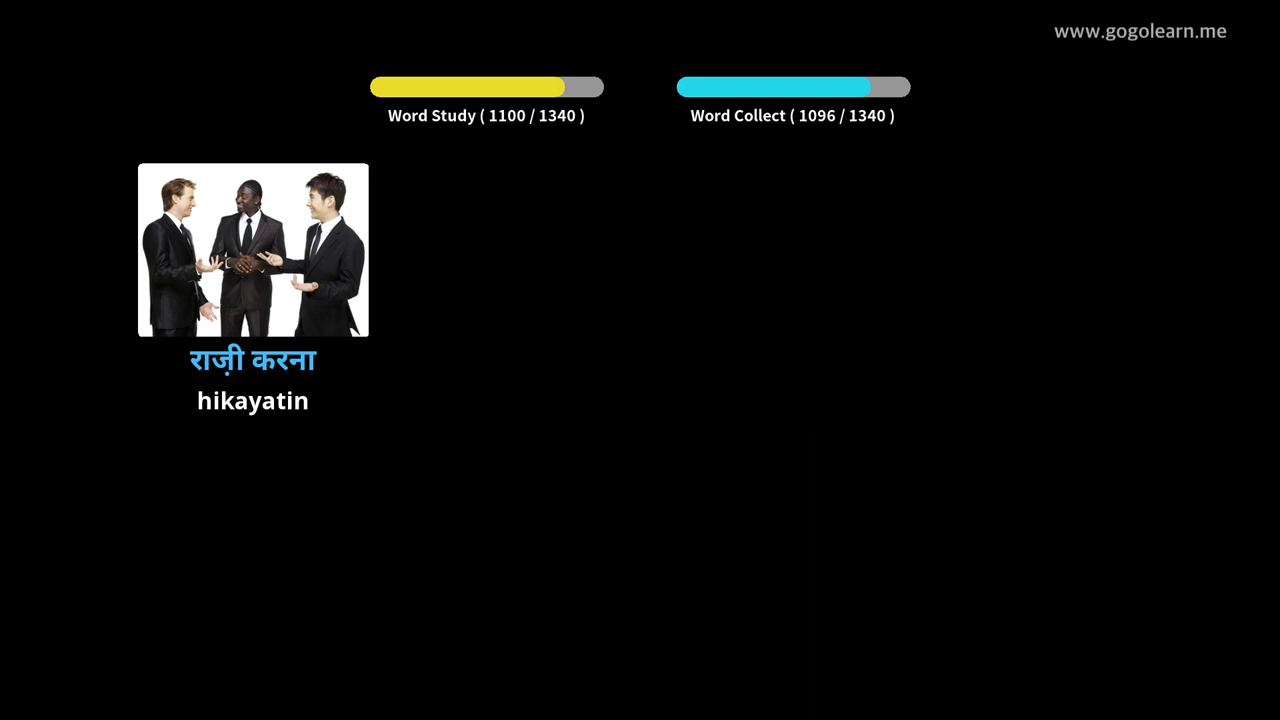 www.gogolearn.me
Word Study ( 1100 / 1340 )
Word Collect ( 1096 / 1340 )
राज़ी करना
hikayatin